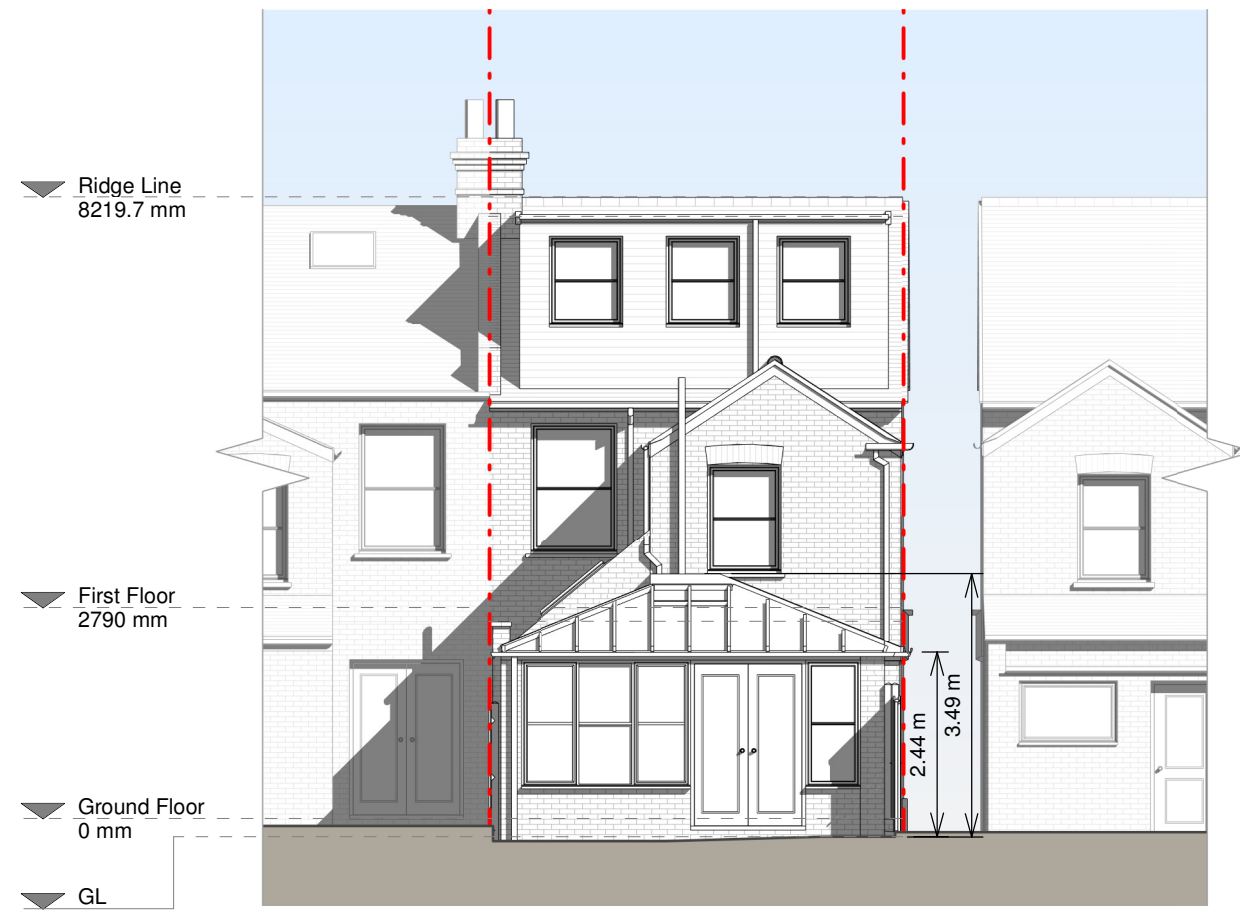 Ridge Line
8219.7 mm
First Floor
2790 mm
2.44 m
3.49 m
Ground Floor
0 mm
GL